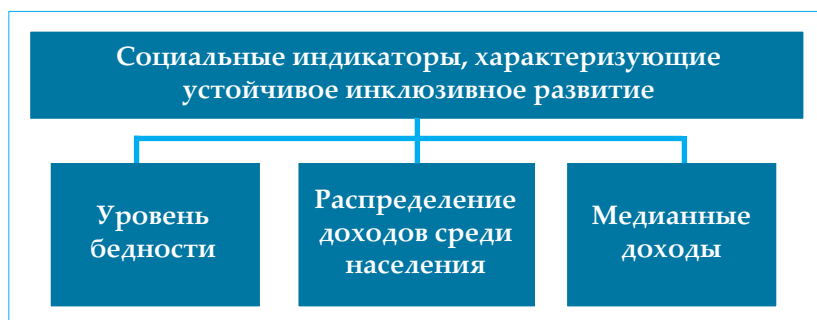 Социальные индикаторы, характеризующие
устойчивое инклюзивное развитие
Уровень
бедности
Распределение
доходов среди
населения
Медианные
доходы